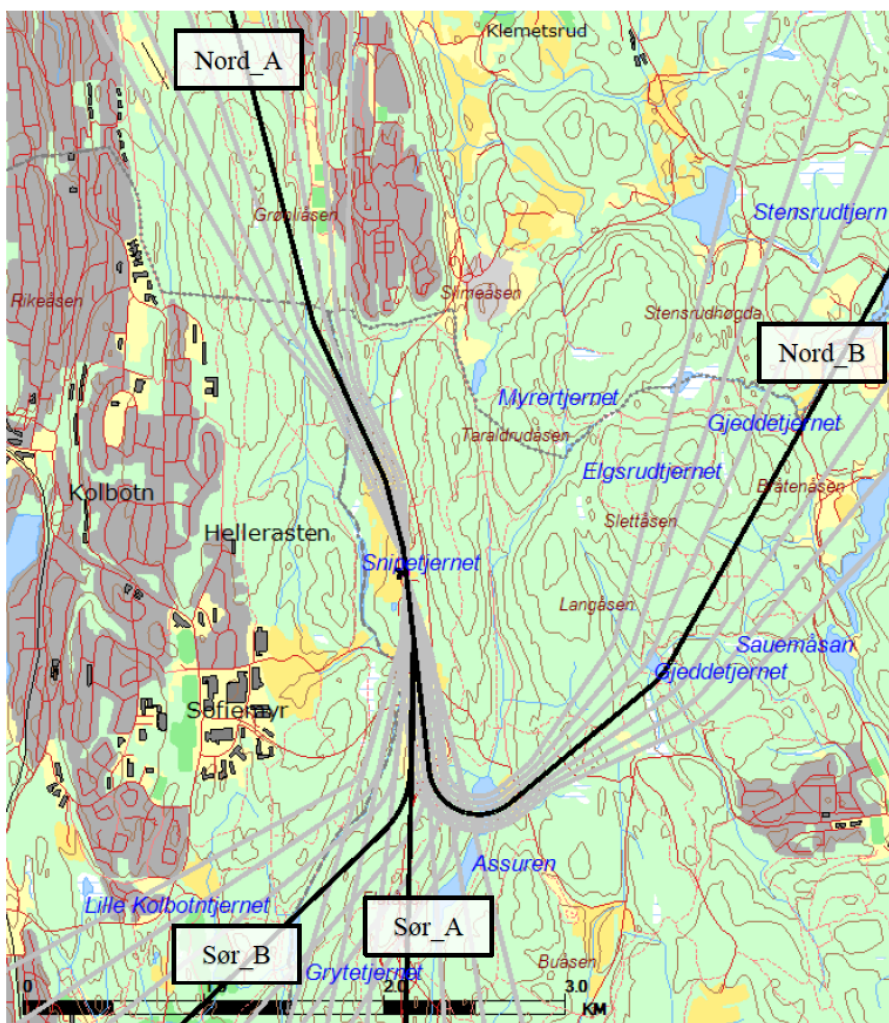 Klemetsrud
Nord_A
Grønliåsen
Stensrudtjern
Rikeåsen
Slimeåsen
Stensrudhøgda
Nord_B
Myrertjernet
Gjeddetjernet
Taraldrudåsen
Elgsrudtjernet
Bråtenåsen
Kolbotn
Slettåsen
Hellerasten
Snipetjernet
Langåsen
Sauemåsan
Gjeddetjernet
Sofiemyr
Assuren
Lille Kolbotntjernet
Sør_A
Sør_B
Grytetjernet
Buåsen
0
2.0
3.0
KM